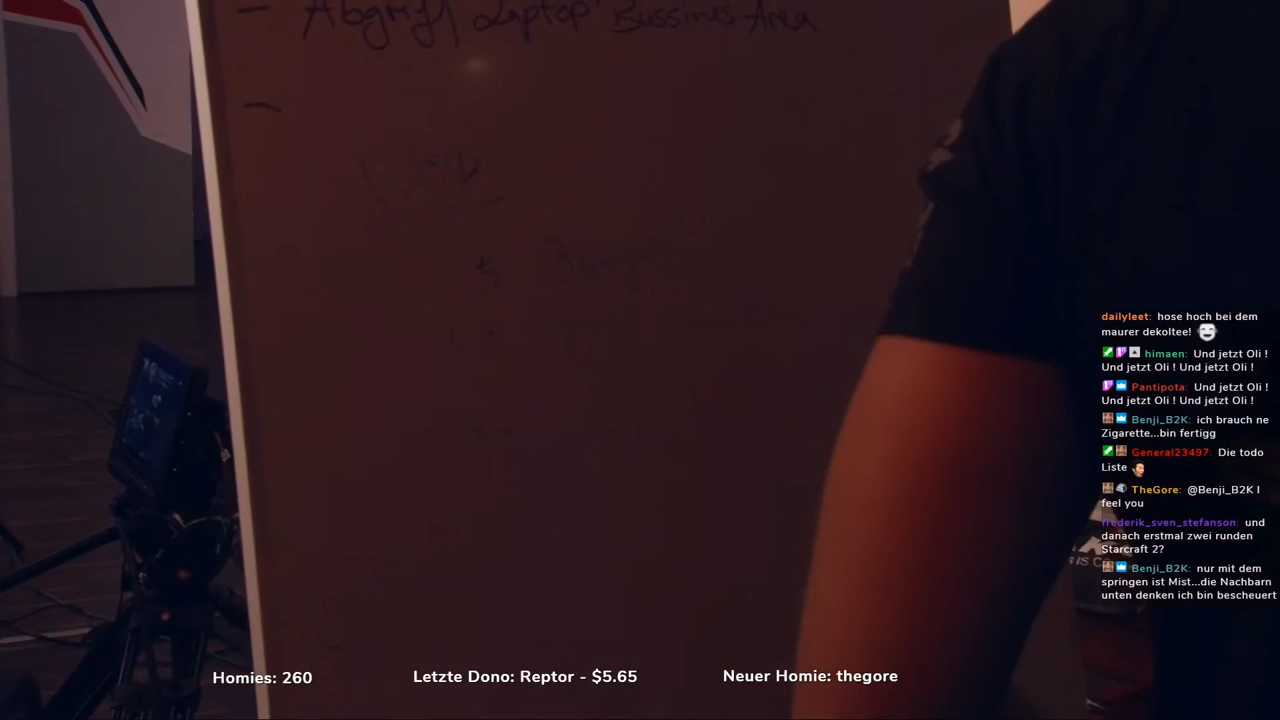 - Abgriff Laptop Bussines Area
-
WOD
dailyleet: hose hoch bei dem
maurer dekoltee!
himaen: Und jetzt Oli !
Und jetzt Oli ! Und jetzt Oli !
Pantipota: Und jetzt Oli !
Und jetzt Oli ! Und jetzt Oli !
Benji_B2K: ich brauch ne
Zigarette...bin fertigg
General23497: Die todo
Liste
TheGore: @Benji_B2K I
feel you
frederik_sven_stefanson: und
danach erstmal zwei runden
Starcraft 2?
Benji_B2K: nur mit dem
springen ist Mist...die Nachbarn
unten denken ich bin bescheuert
Homies: 260
Letzte Dono: Reptor - $5.65
Neuer Homie: thegore